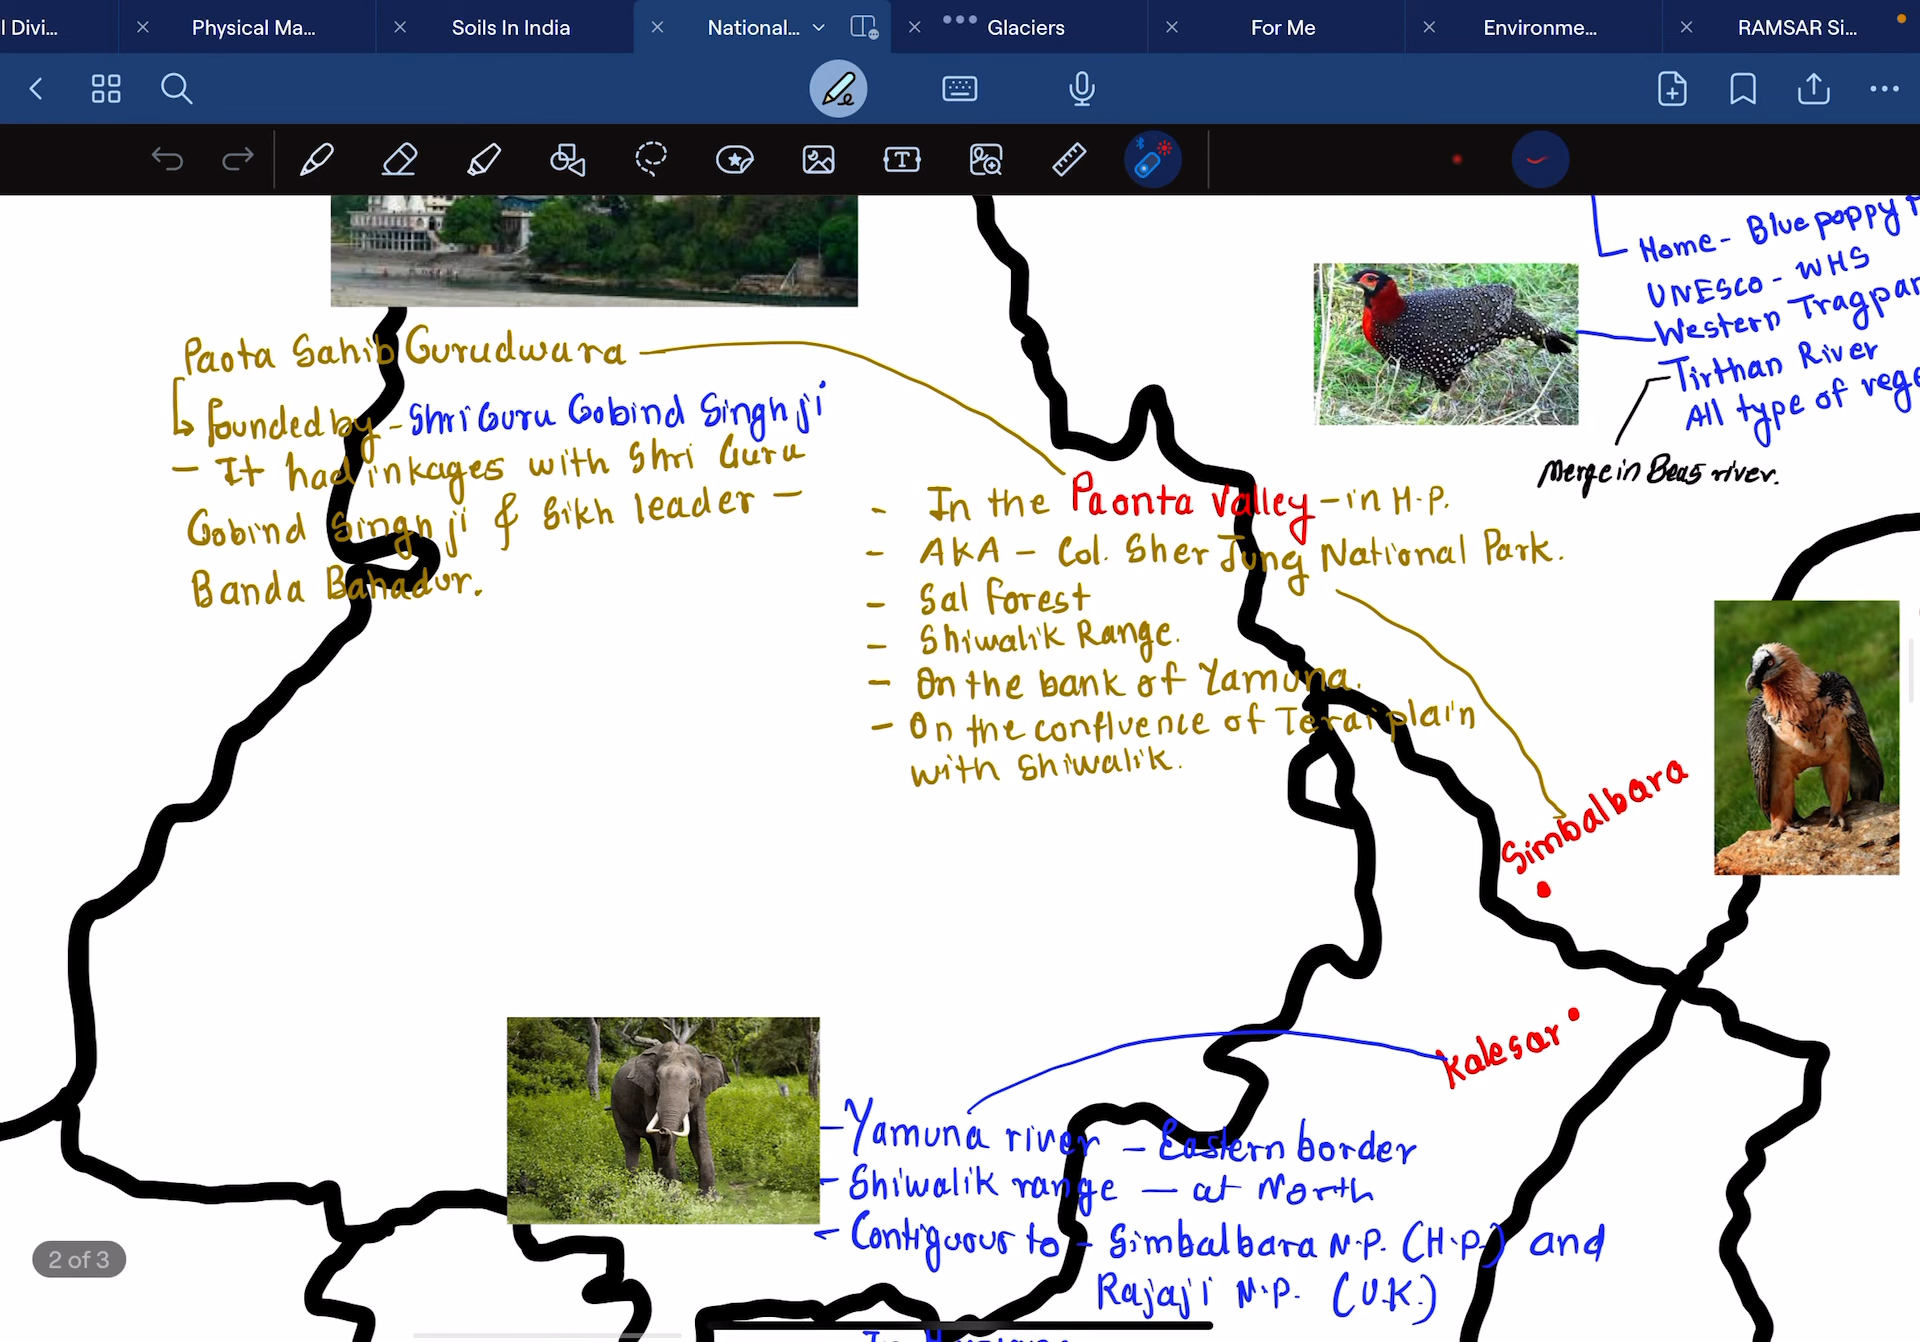 l Divi...
Physical Ma...
Soils In India
National...
Glaciers
For Me
Environme...
RAMSAR Si...
Home - Blue poppy
UNESCO - WHS
Western Tragpan
Tirthan River
All type of vege
Merge in Beas river.
Paota Sahib Gurudwara
founded by - Shri Guru Gobind Singh ji
- It had inkages with Shri Guru
Gobind Singh ji & Sikh leader -
Banda Bahadur.
- In the Paonta Valley - in H.P.
- AKA - Col. Sher Jung National Park.
- Sal forest
- Shiwalik Range.
- On the bank of Yamuna.
- On the confluence of Terai plain
with Shiwalik.
Simbalbara
Kalesar
- Yamuna river - Eastern border
- Shiwalik range - at North
- Contiguous to - Simbalbara N.P. (H.P.) and
Rajaji N.P. (U.K.)
2 of 3